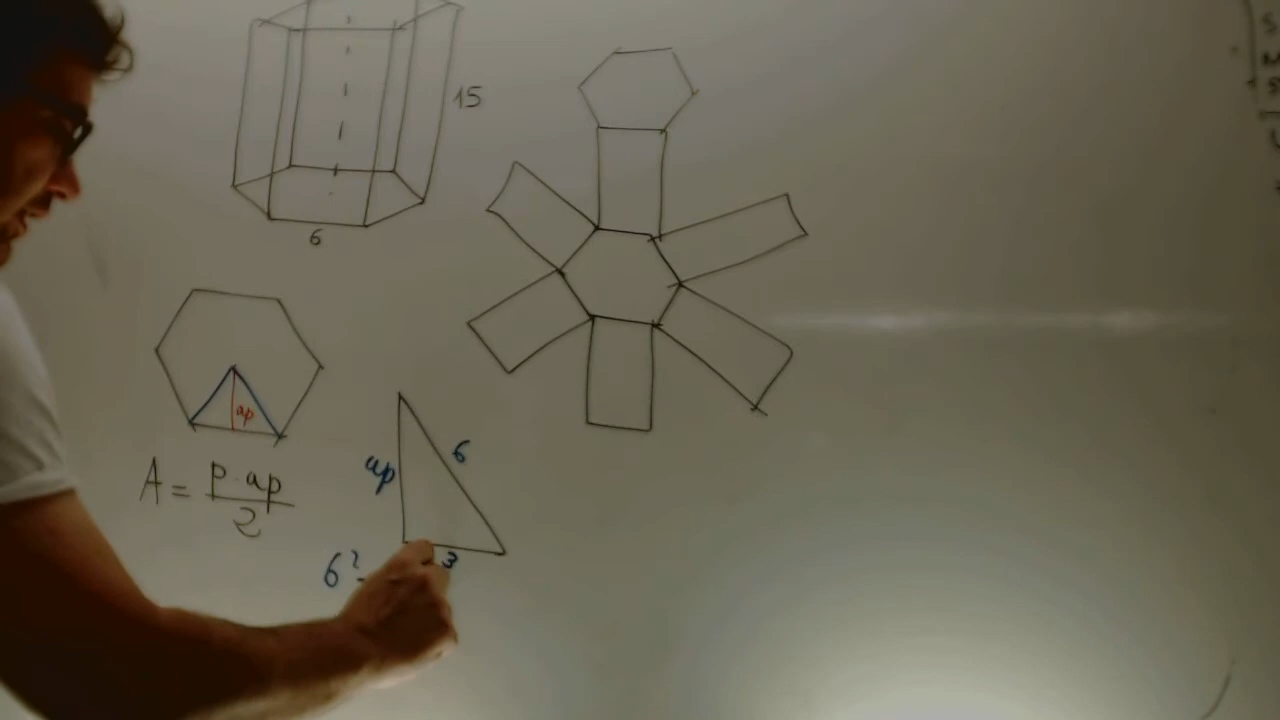 15
6
ap
A = p · ap / 2
ap
6
3
6² =